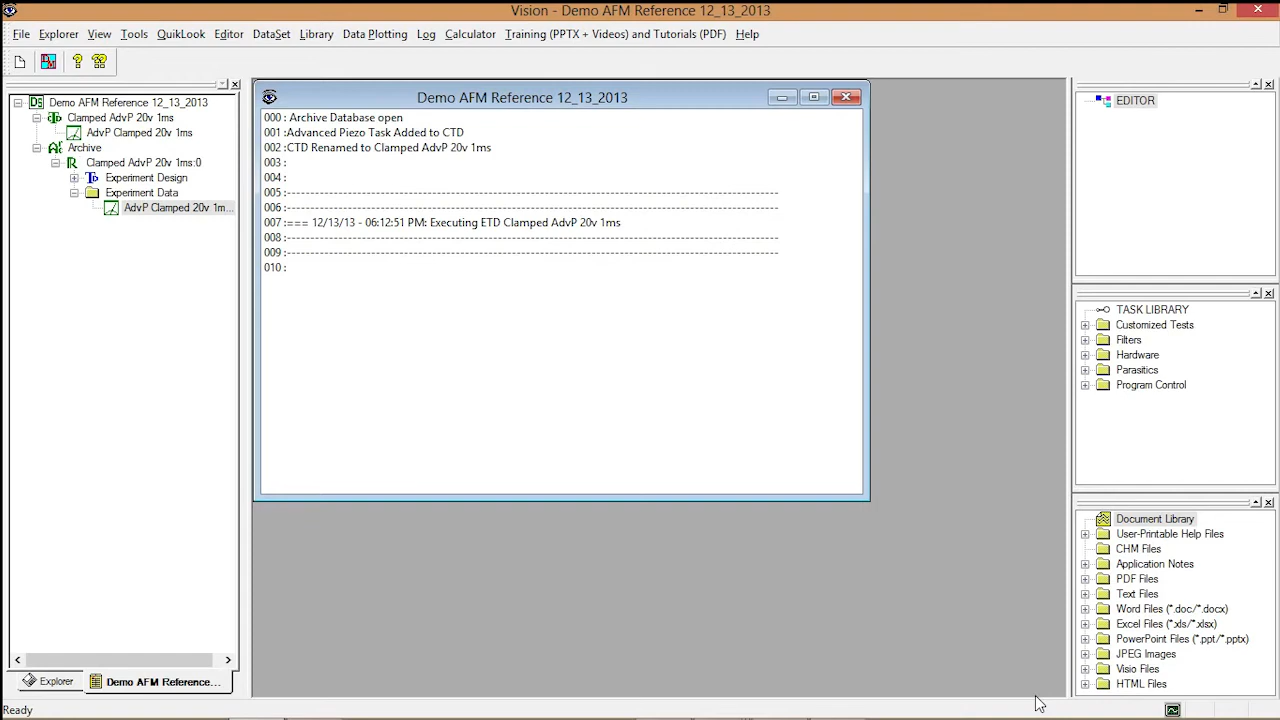 Vision - Demo AFM Reference 12_13_2013
File Explorer View Tools QuikLook Editor DataSet Library Data Plotting Log Calculator Training (PPTX + Videos) and Tutorials (PDF) Help
Demo AFM Reference 12_13_2013
Clamped AdvP 20v 1ms
AdvP Clamped 20v 1ms
Archive
Clamped AdvP 20v 1ms:0
Experiment Design
Experiment Data
AdvP Clamped 20v 1m...
Explorer
Demo AFM Reference...
Demo AFM Reference 12_13_2013
000 : Archive Database open
001 :Advanced Piezo Task Added to CTD
002 :CTD Renamed to Clamped AdvP 20v 1ms
003 :
004 :
005 :----------------------------------------------------------------------------------
006 :----------------------------------------------------------------------------------
007 :=== 12/13/13 - 06:12:51 PM: Executing ETD Clamped AdvP 20v 1ms
008 :----------------------------------------------------------------------------------
009 :----------------------------------------------------------------------------------
010 :
EDITOR
TASK LIBRARY
Customized Tests
Filters
Hardware
Parasitics
Program Control
Document Library
User-Printable Help Files
CHM Files
Application Notes
PDF Files
Text Files
Word Files (*.doc/*.docx)
Excel Files (*.xls/*.xlsx)
PowerPoint Files (*.ppt/*.pptx)
JPEG Images
Visio Files
HTML Files
Ready